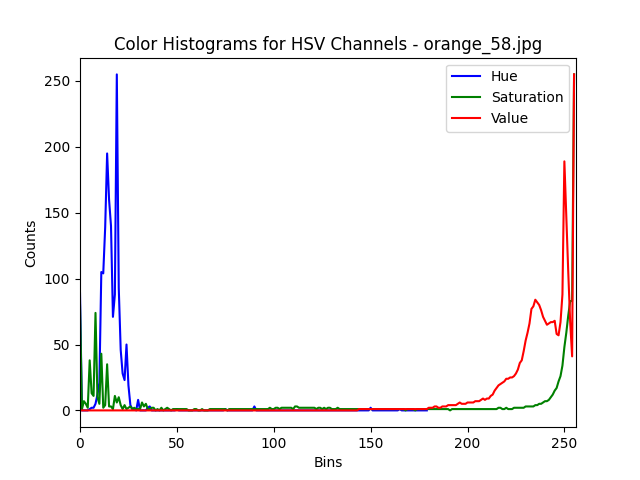 Color Histograms for HSV Channels - orange_58.jpg
Hue
Saturation
Value
Counts
250
200
150
100
50
0
0 50 100 150 200 250
Bins